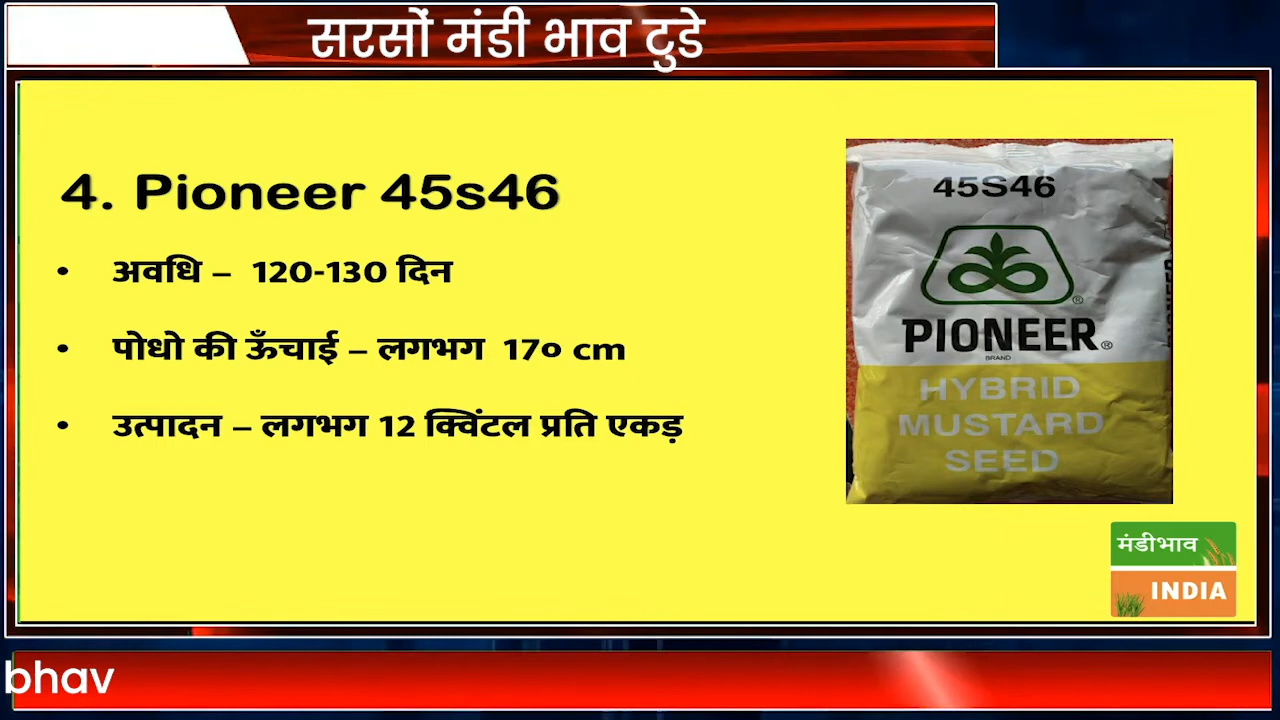 सरसों मंडी भाव टुडे
4. Pioneer 45s46
• अवधि – 120-130 दिन
• पोधो की ऊँचाई – लगभग 17० cm
• उत्पादन – लगभग 12 क्विंटल प्रति एकड़
45S46
PIONEER®
BRAND
HYBRID
MUSTARD
SEED
मंडीभाव
INDIA
bhav